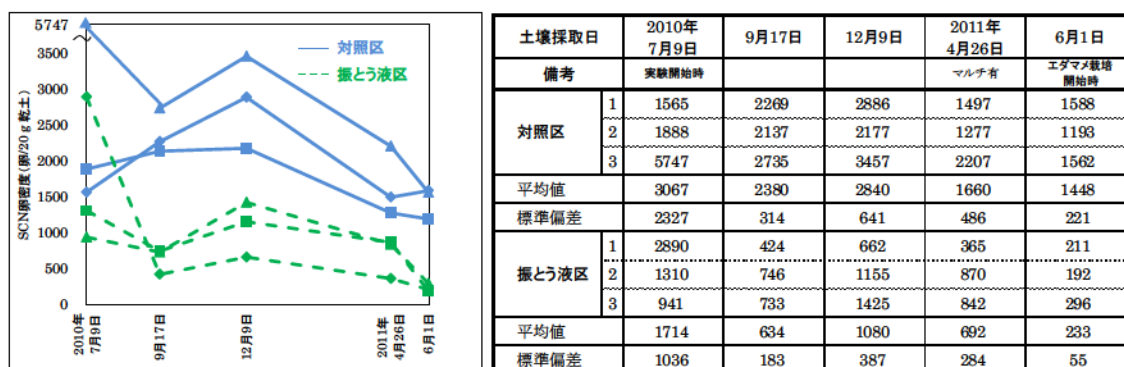 5747
3500
3000
2500
2000
1500
1000
500
0
SCN卵密度(卵/20g乾土)
対照区
振とう液区
2010年
7月9日
9月17日
12月9日
2011年
4月26日
6月1日
土壌採取日 2010年 7月9日 9月17日 12月9日 2011年 4月26日 6月1日
備考 実験開始時 マルチ有 エダマメ栽培 開始時
対照区 1 1565 2269 2886 1497 1588
2 1888 2137 2177 1277 1193
3 5747 2735 3457 2207 1562
平均値 3067 2380 2840 1660 1448
標準偏差 2327 314 641 486 221
振とう液区 1 2890 424 662 365 211
2 1310 746 1155 870 192
3 941 733 1425 842 296
平均値 1714 634 1080 692 233
標準偏差 1036 183 387 284 55